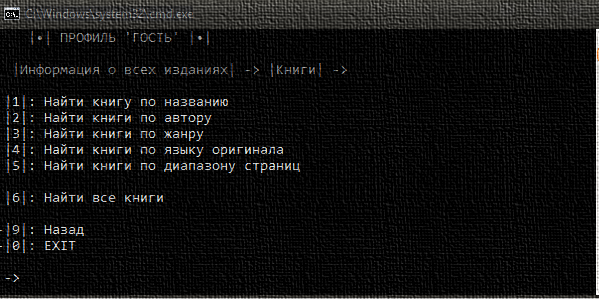 C:\Windows\system32\cmd.exe
|•| ПРОФИЛЬ 'ГОСТЬ' |•|
|Информация о всех изданиях| -> |Книги| ->
|1|: Найти книгу по названию
|2|: Найти книги по автору
|3|: Найти книги по жанру
|4|: Найти книги по языку оригинала
|5|: Найти книги по диапазону страниц
|6|: Найти все книги
-|9|: Назад
-|0|: EXIT
->